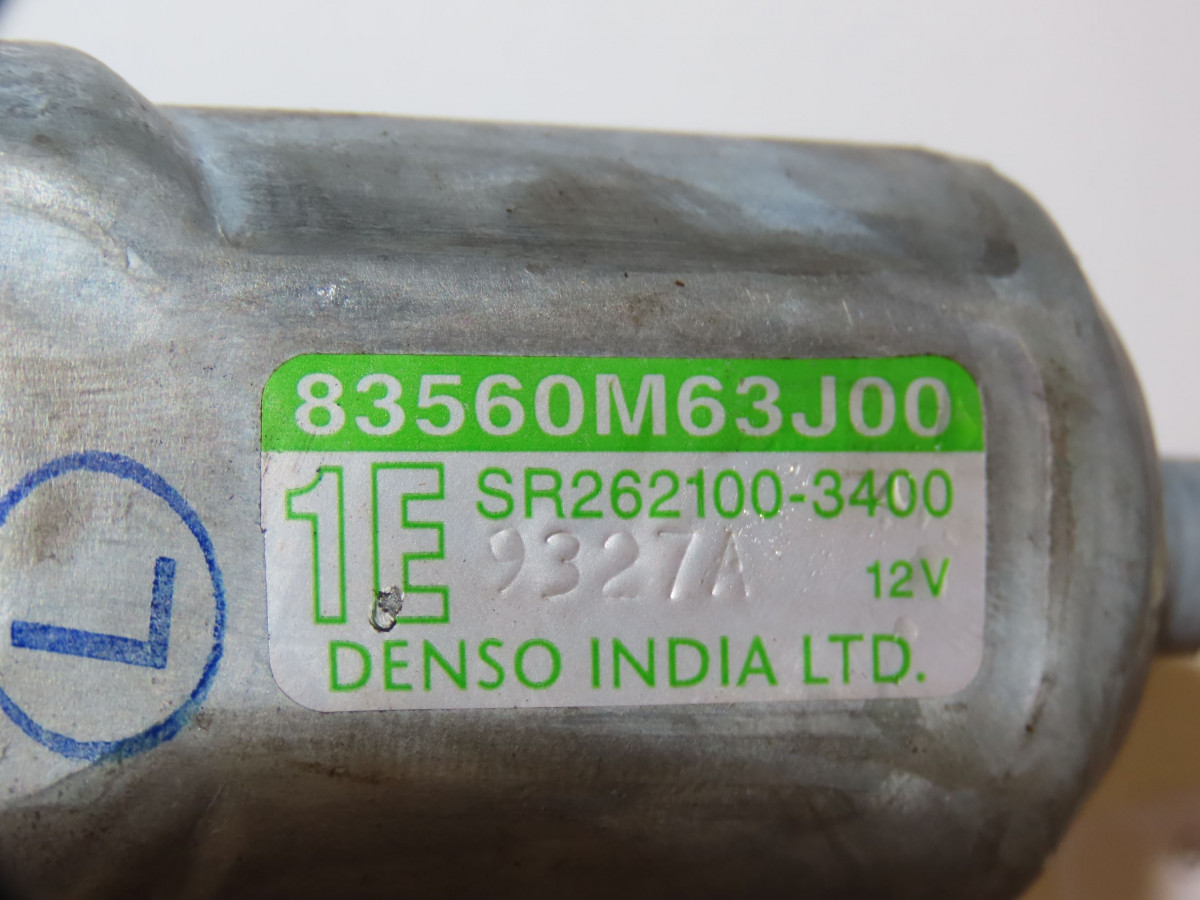 83560M63J00
1E SR262100-3400
9327A 12V
DENSO INDIA LTD.
L